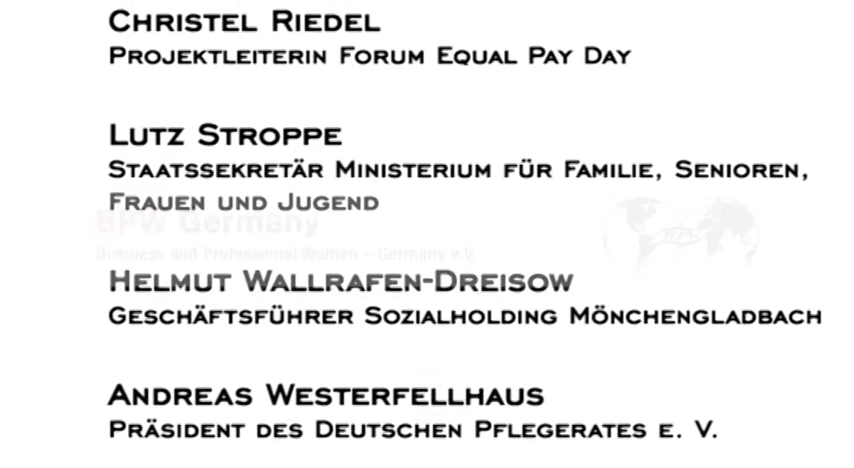 CHRISTEL RIEDEL
PROJEKTLEITERIN FORUM EQUAL PAY DAY
LUTZ STROPPE
STAATSSEKRETÄR MINISTERIUM FÜR FAMILIE, SENIOREN,
FRAUEN UND JUGEND
BPW Germany
Business and Professional Women – Germany e.V.
HELMUT WALLRAFEN-DREISOW
GESCHÄFTSFÜHRER SOZIALHOLDING MÖNCHENGLADBACH
ANDREAS WESTERFELLHAUS
PRÄSIDENT DES DEUTSCHEN PFLEGERATES E. V.